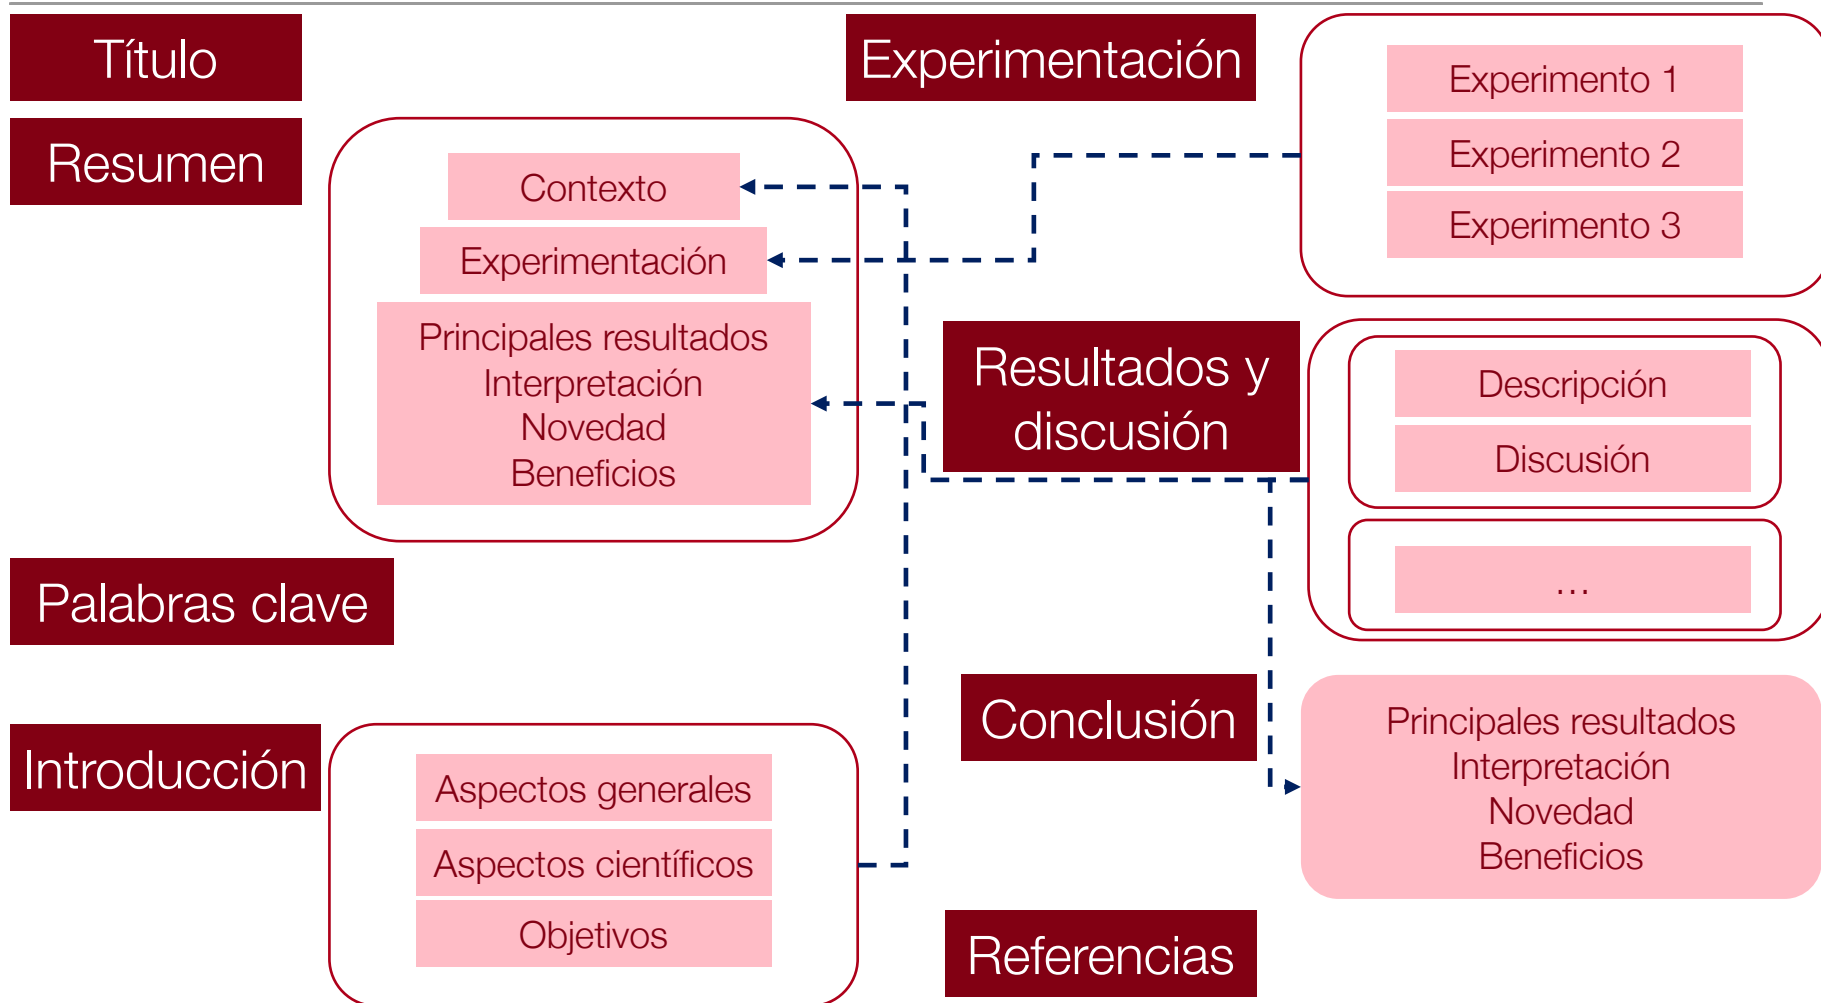 Título
Resumen
Contexto
Experimentación
Principales resultados
Interpretación
Novedad
Beneficios
Palabras clave
Introducción
Aspectos generales
Aspectos científicos
Objetivos
Experimentación
Experimento 1
Experimento 2
Experimento 3
Resultados y
discusión
Descripción
Discusión
...
Conclusión
Principales resultados
Interpretación
Novedad
Beneficios
Referencias